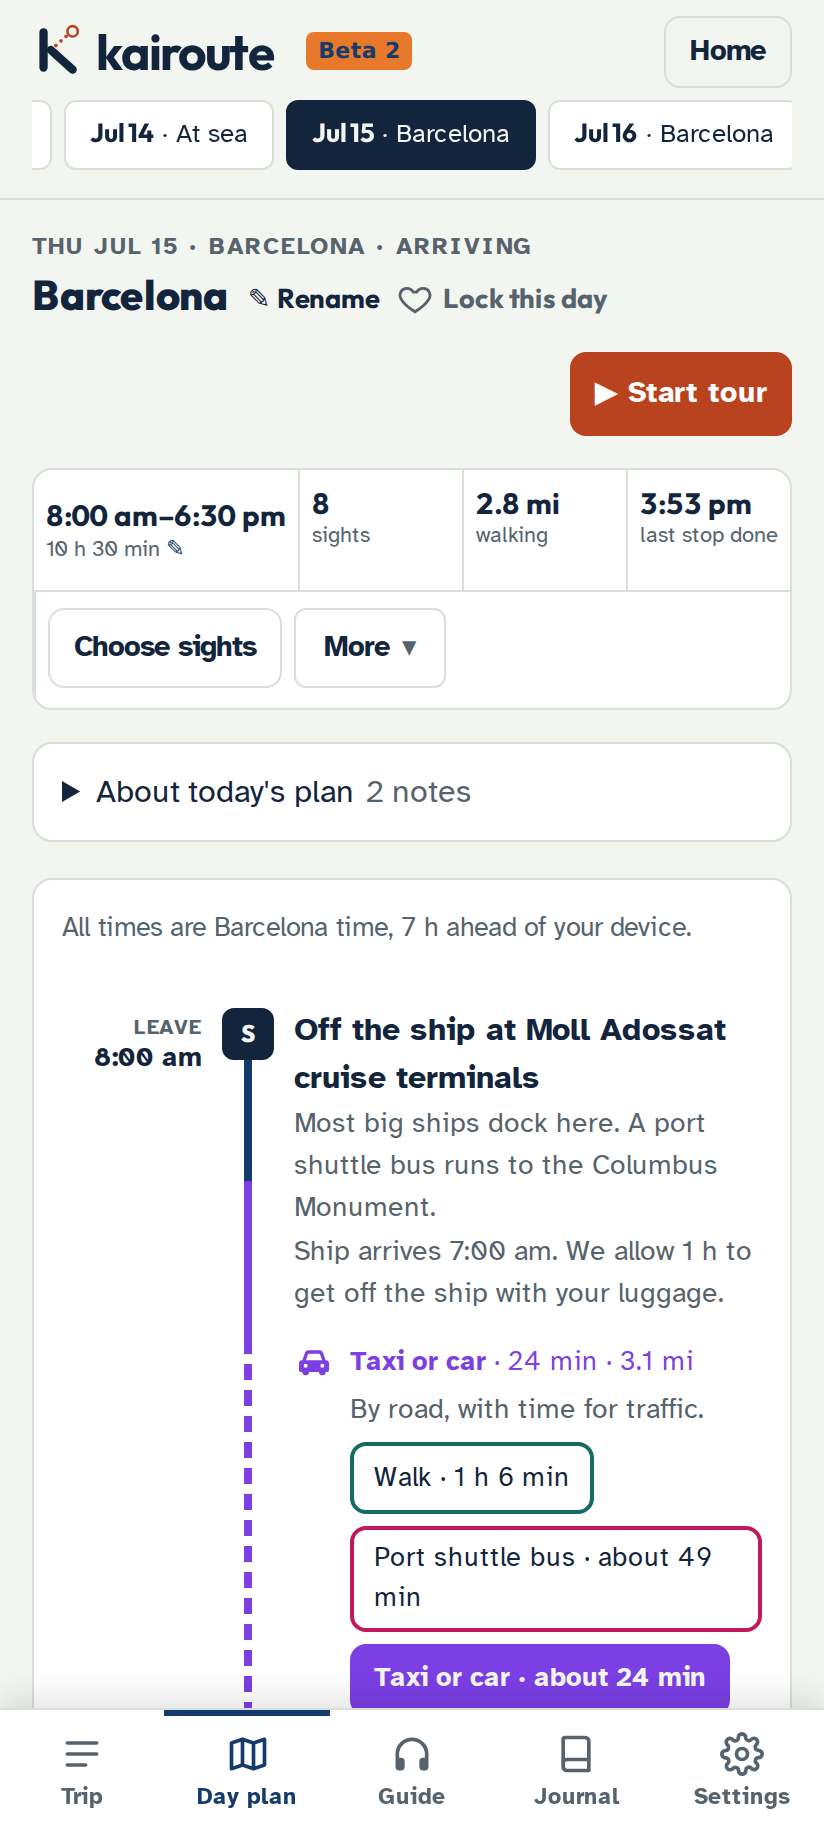 kairoute Beta 2 Home
Jul 14 · At sea Jul 15 · Barcelona Jul 16 · Barcelona
THU JUL 15 · BARCELONA · ARRIVING
Barcelona ✎ Rename Lock this day
▶ Start tour
8:00 am–6:30 pm 8 2.8 mi 3:53 pm
10 h 30 min ✎ sights walking last stop done
Choose sights More ▼
▶ About today's plan 2 notes
All times are Barcelona time, 7 h ahead of your device.
LEAVE
8:00 am
S
Off the ship at Moll Adossat
cruise terminals
Most big ships dock here. A port
shuttle bus runs to the Columbus
Monument.
Ship arrives 7:00 am. We allow 1 h to
get off the ship with your luggage.
Taxi or car · 24 min · 3.1 mi
By road, with time for traffic.
Walk · 1 h 6 min
Port shuttle bus · about 49
min
Taxi or car · about 24 min
Trip Day plan Guide Journal Settings